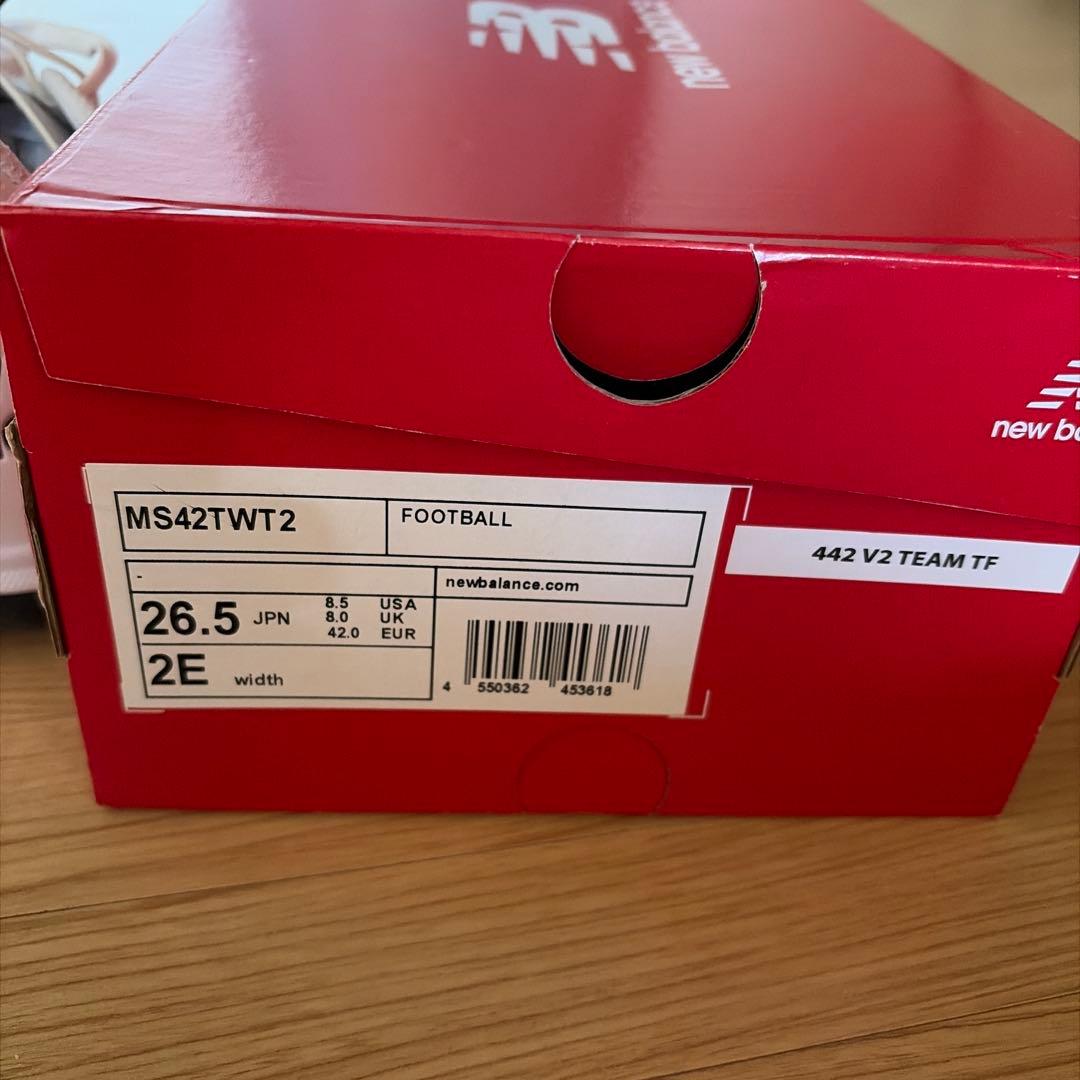 new balance
new ba
MS42TWT2
FOOTBALL
442 V2 TEAM TF
-
newbalance.com
26.5 JPN
8.5 USA
8.0 UK
42.0 EUR
2E width
4 550362 453618